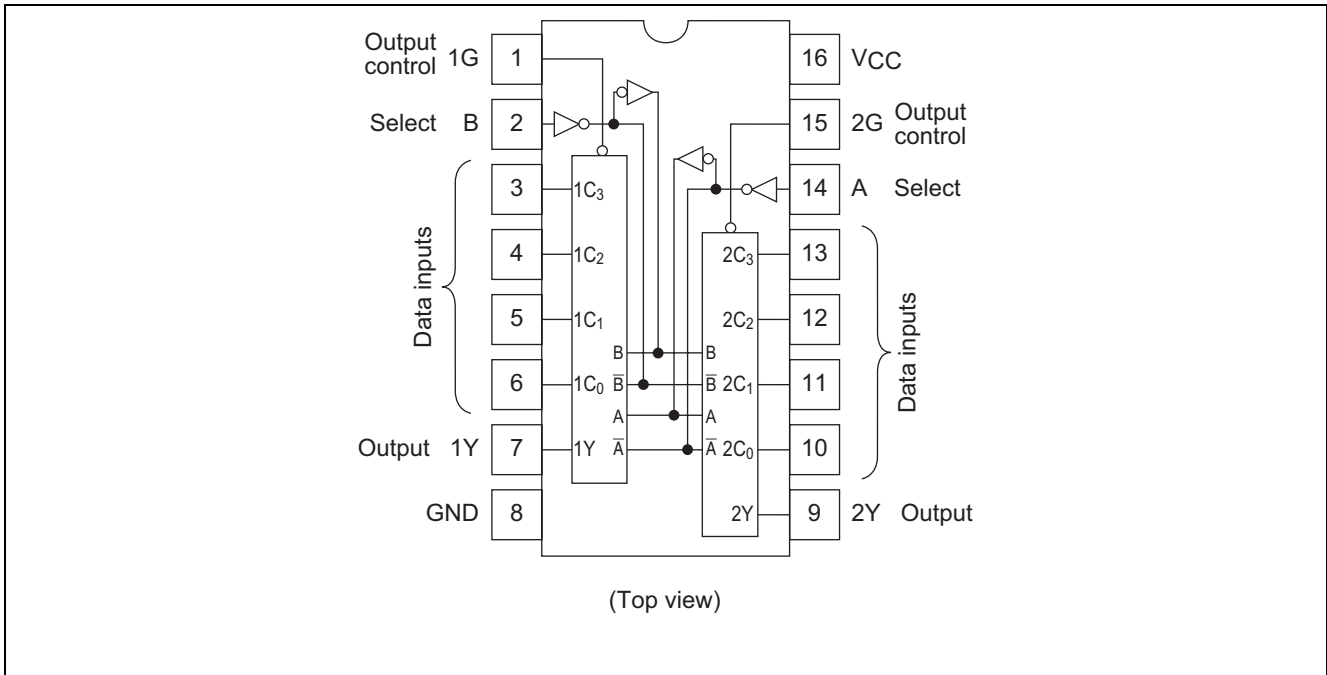 Output
control 1G 1
Select B 2
Data inputs
3 1C3
4 1C2
5 1C1
6 1C0
Output 1Y 7 1Y
GND 8
B
B̅
A
A̅
16 VCC
15 2G Output
control
14 A Select
2C3 13
2C2 12
2C1 11
2C0 10
Data inputs
B
B̅
A
A̅
2Y 9 2Y Output
(Top view)